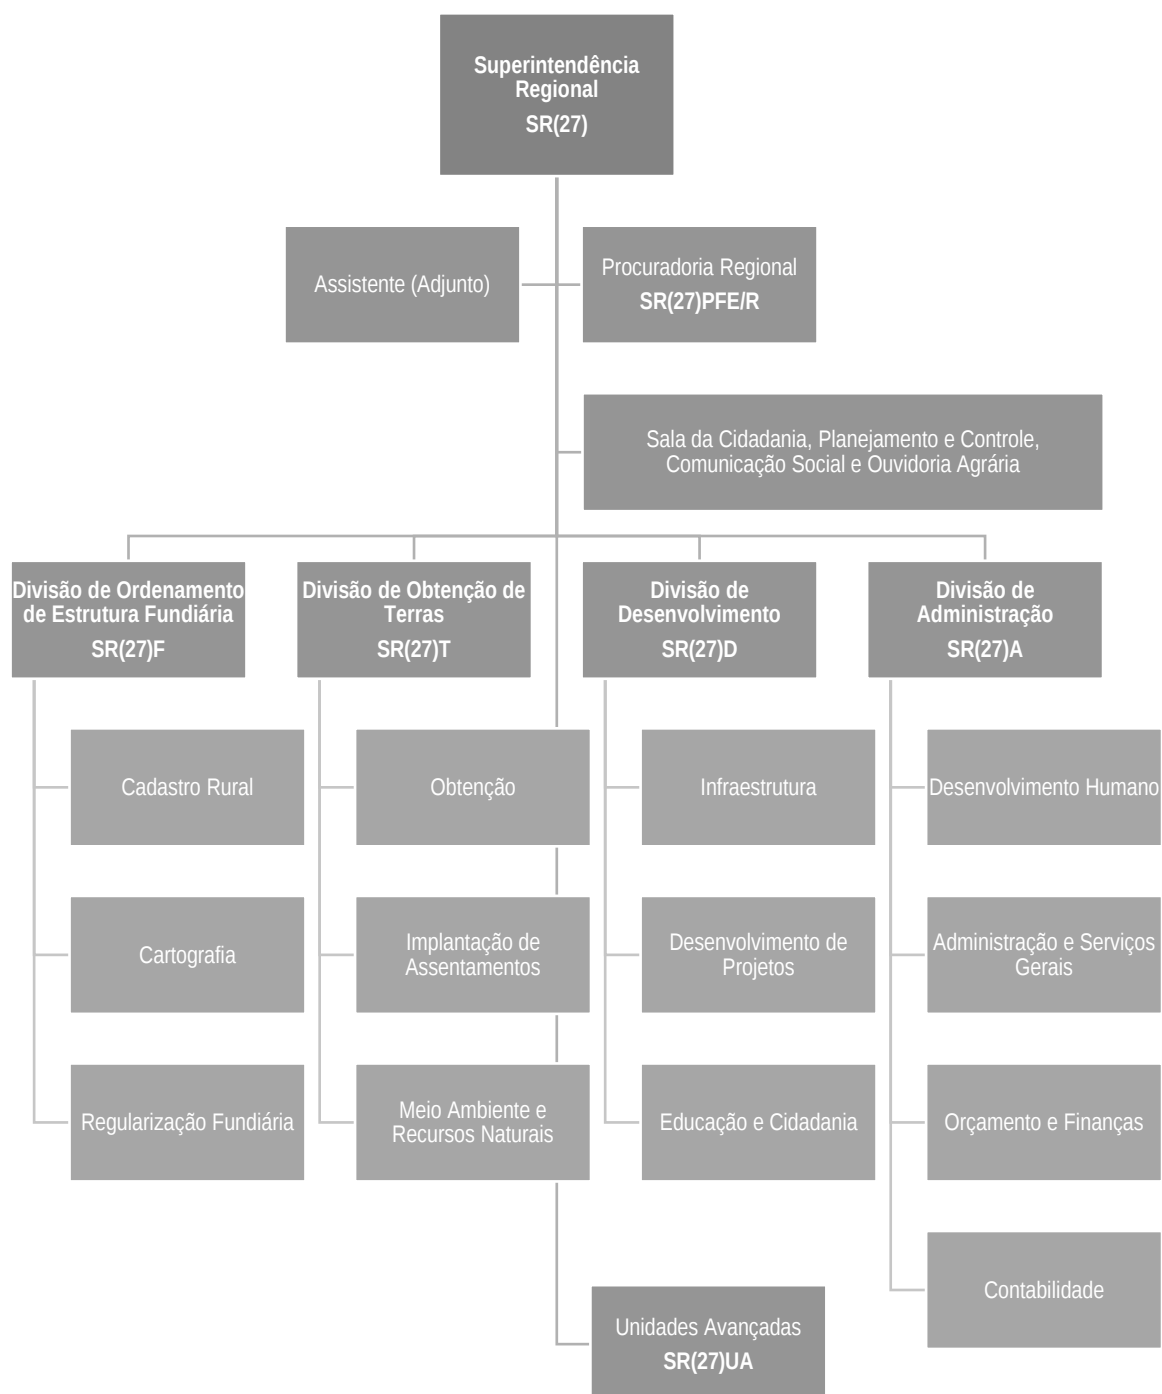 Superintendência
Regional
SR(27)
Assistente (Adjunto)
Procuradoria Regional
SR(27)PFE/R
Sala da Cidadania, Planejamento e Controle,
Comunicação Social e Ouvidoria Agrária
Divisão de Ordenamento
de Estrutura Fundiária
SR(27)F
Divisão de Obtenção de
Terras
SR(27)T
Divisão de
Desenvolvimento
SR(27)D
Divisão de
Administração
SR(27)A
Cadastro Rural
Obtenção
Infraestrutura
Desenvolvimento Humano
Cartografia
Implantação de
Assentamentos
Desenvolvimento de
Projetos
Administração e Serviços
Gerais
Regularização Fundiária
Meio Ambiente e
Recursos Naturais
Educação e Cidadania
Orçamento e Finanças
Contabilidade
Unidades Avançadas
SR(27)UA